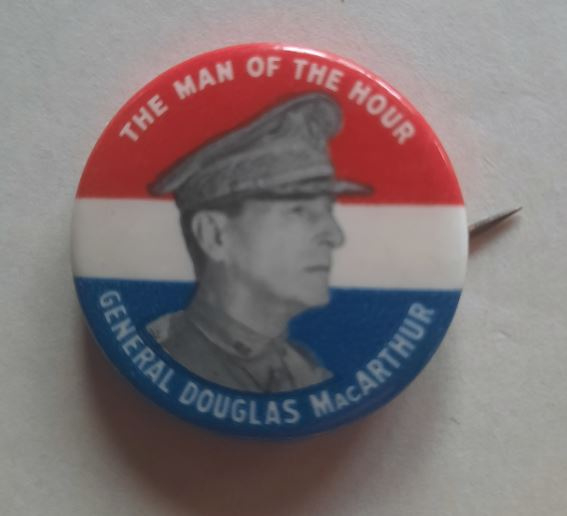 THE MAN OF THE HOUR
GENERAL DOUGLAS MacARTHUR